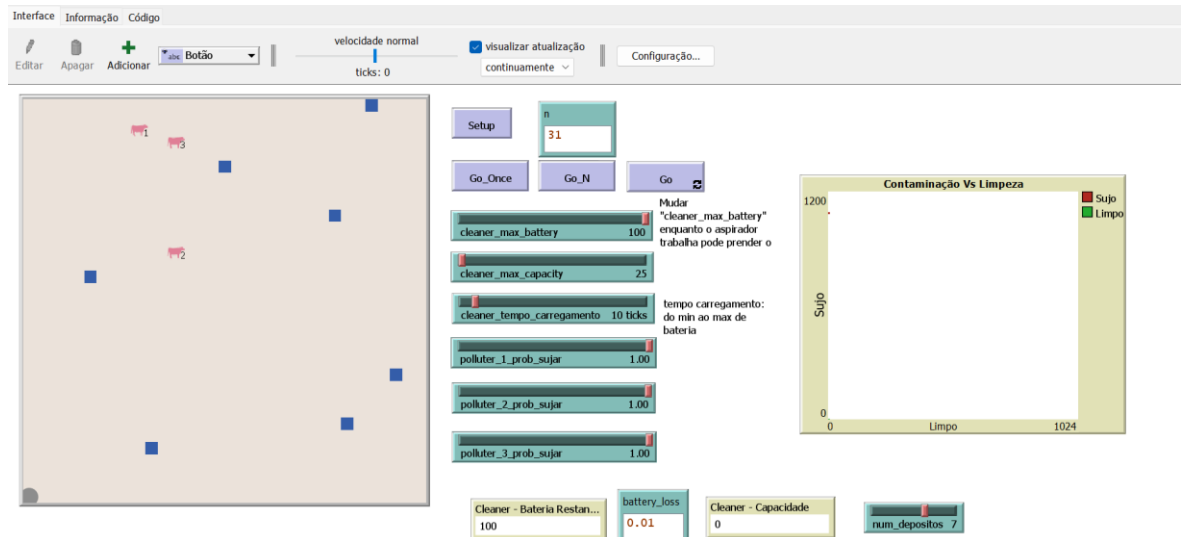 Interface Informação Código
Editar Apagar Adicionar abc Botão velocidade normal ticks: 0 visualizar atualização continuamente Configuração...
1
3
2
Setup
n
31
Go_Once Go_N Go
cleaner_max_battery 100
Mudar
"cleaner_max_battery"
enquanto o aspirador
trabalha pode prender o
cleaner_max_capacity 25
cleaner_tempo_carregamento 10 ticks
tempo carregamento:
do min ao max de
bateria
polluter_1_prob_sujar 1.00
polluter_2_prob_sujar 1.00
polluter_3_prob_sujar 1.00
Contaminação Vs Limpeza
1200
Sujo
0
0 Limpo 1024
Sujo
Limpo
Cleaner - Bateria Restan...
100
battery_loss
0.01
Cleaner - Capacidade
0
num_depositos 7